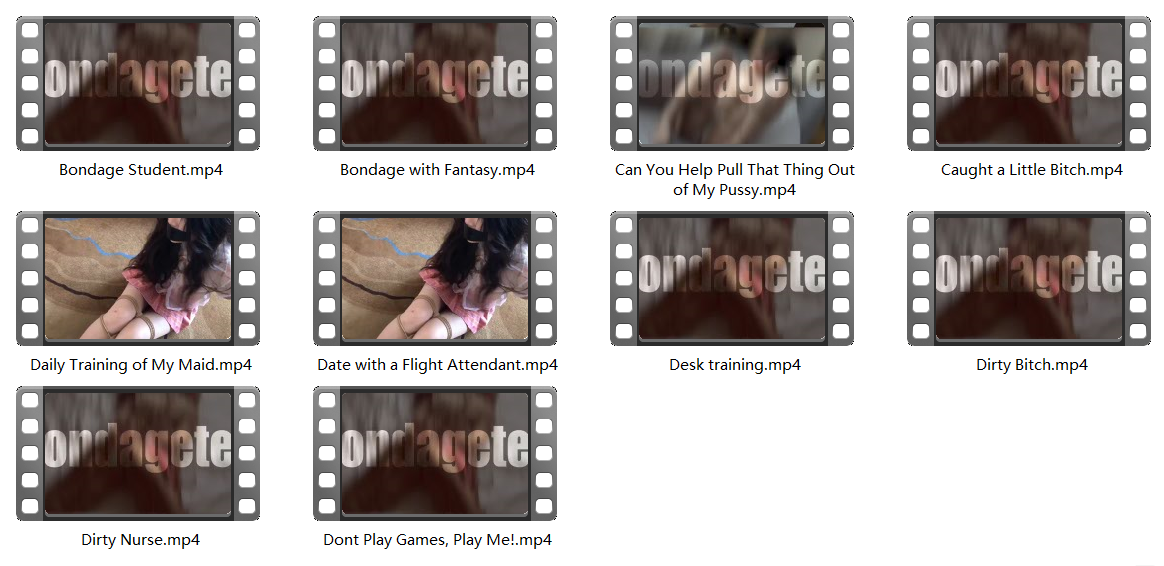 ondagete
ondagete
ondagete
ondagete
Bondage Student.mp4
Bondage with Fantasy.mp4
Can You Help Pull That Thing Out
of My Pussy.mp4
Caught a Little Bitch.mp4
Daily Training of My Maid.mp4
Date with a Flight Attendant.mp4
ondagete
ondagete
Desk training.mp4
Dirty Bitch.mp4
ondagete
ondagete
Dirty Nurse.mp4
Dont Play Games, Play Me!.mp4